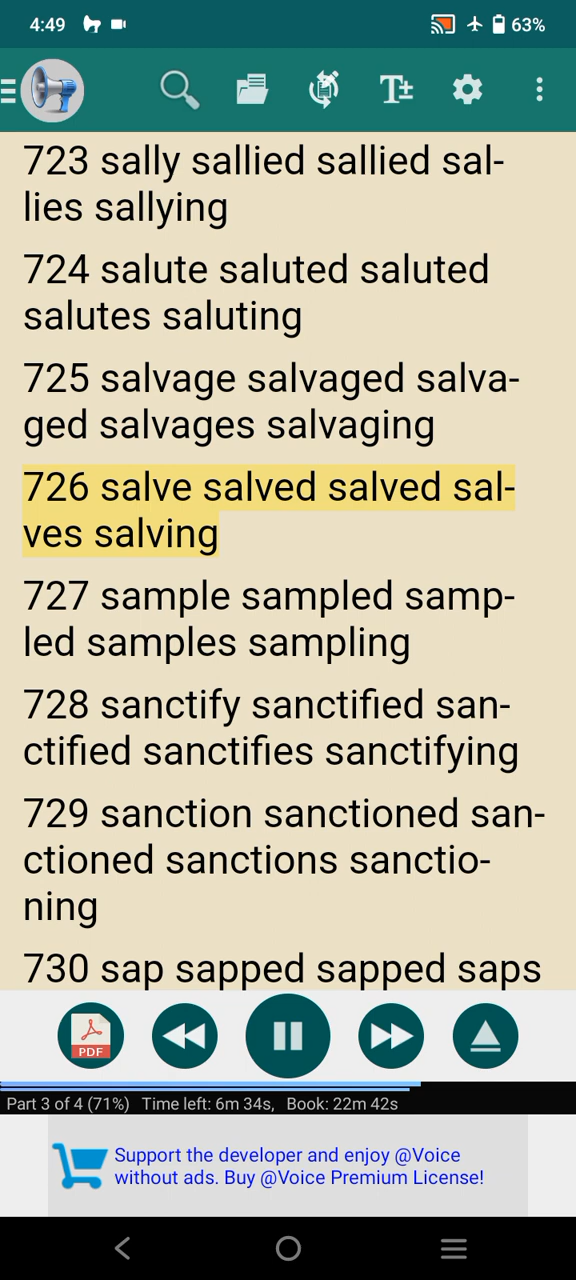 4:49
63%
723 sally sallied sallied sal-
lies sallying
724 salute saluted saluted
salutes saluting
725 salvage salvaged salva-
ged salvages salvaging
726 salve salved salved sal-
ves salving
727 sample sampled samp-
led samples sampling
728 sanctify sanctified san-
ctified sanctifies sanctifying
729 sanction sanctioned san-
ctioned sanctions sanctio-
ning
730 sap sapped sapped saps
PDF
Part 3 of 4 (71%) Time left: 6m 34s, Book: 22m 42s
Support the developer and enjoy @Voice
without ads. Buy @Voice Premium License!